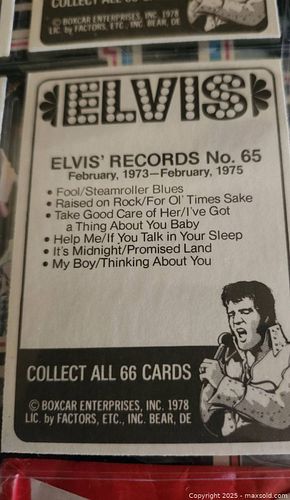 COLLECT ALL 66 C
© BOXCAR ENTERPRISES, INC. 1978
LIC. by FACTORS, ETC., INC. BEAR, DE
ELVIS
ELVIS' RECORDS No. 65
February, 1973—February, 1975
• Fool/Steamroller Blues
• Raised on Rock/For Ol' Times Sake
• Take Good Care of Her/I've Got
a Thing About You Baby
• Help Me/If You Talk in Your Sleep
• It's Midnight/Promised Land
• My Boy/Thinking About You
COLLECT ALL 66 CARDS
© BOXCAR ENTERPRISES, INC. 1978
LIC. by FACTORS, ETC., INC. BEAR, DE
Copyright 2025 - maxsold.com